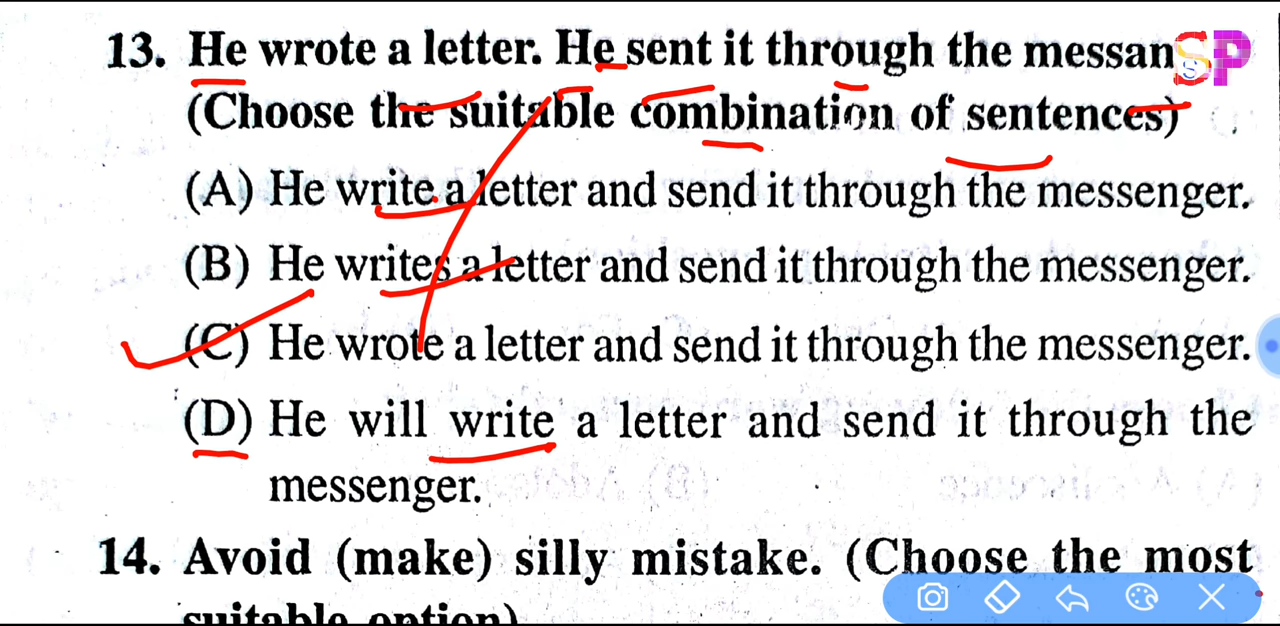 13. He wrote a letter. He sent it through the messan
SP
(Choose the suitable combination of sentences)
(A) He write a letter and send it through the messenger.
(B) He writes a letter and send it through the messenger.
(C) He wrote a letter and send it through the messenger.
(D) He will write a letter and send it through the
messenger.
14. Avoid (make) silly mistake. (Choose the most
suitable option)